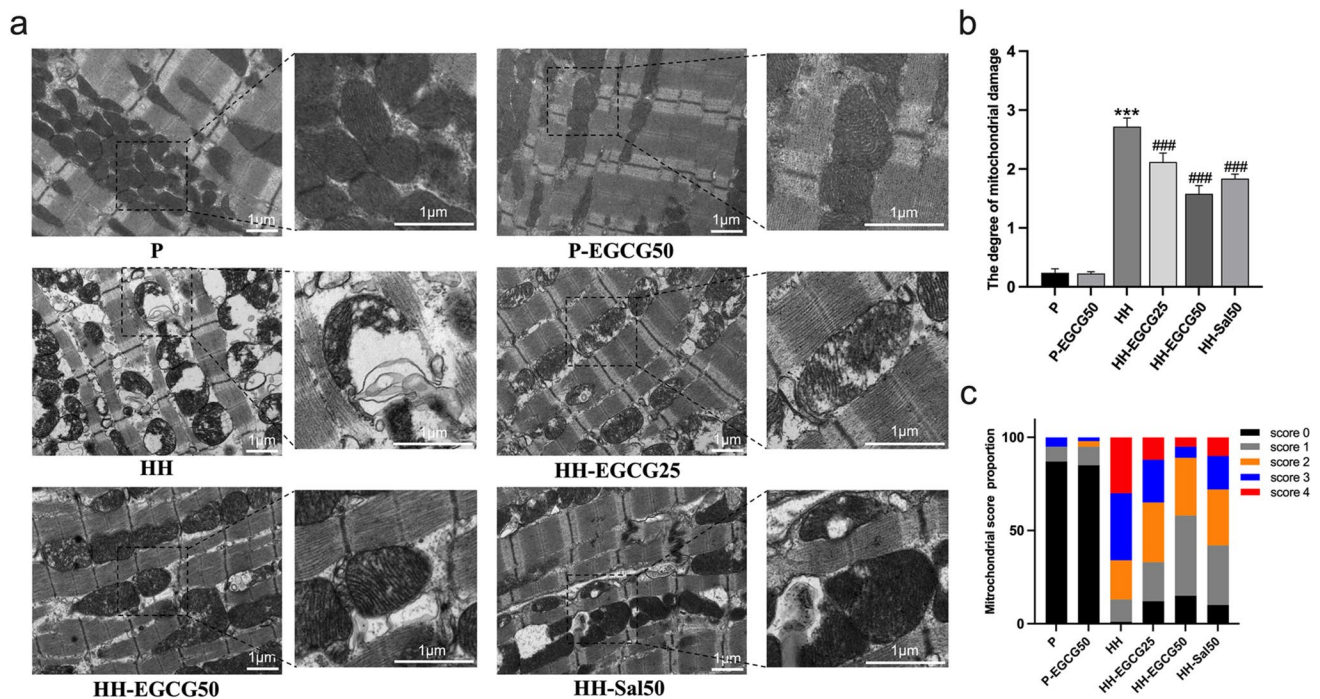 a
1μm
1μm
1μm
1μm
P
P-EGCG50
1μm
1μm
1μm
1μm
HH
HH-EGCG25
1μm
1μm
1μm
1μm
HH-EGCG50
HH-Sal50
b
The degree of mitochondrial damage
4
3
2
1
0
***
###
###
###
P
P-EGCG50
HH
HH-EGCG25
HH-EGCG50
HH-Sal50
c
Mitrochondrial score proportion
100
50
0
score 0
score 1
score 2
score 3
score 4
P
P-EGCG50
HH
HH-EGCG25
HH-EGCG50
HH-Sal50